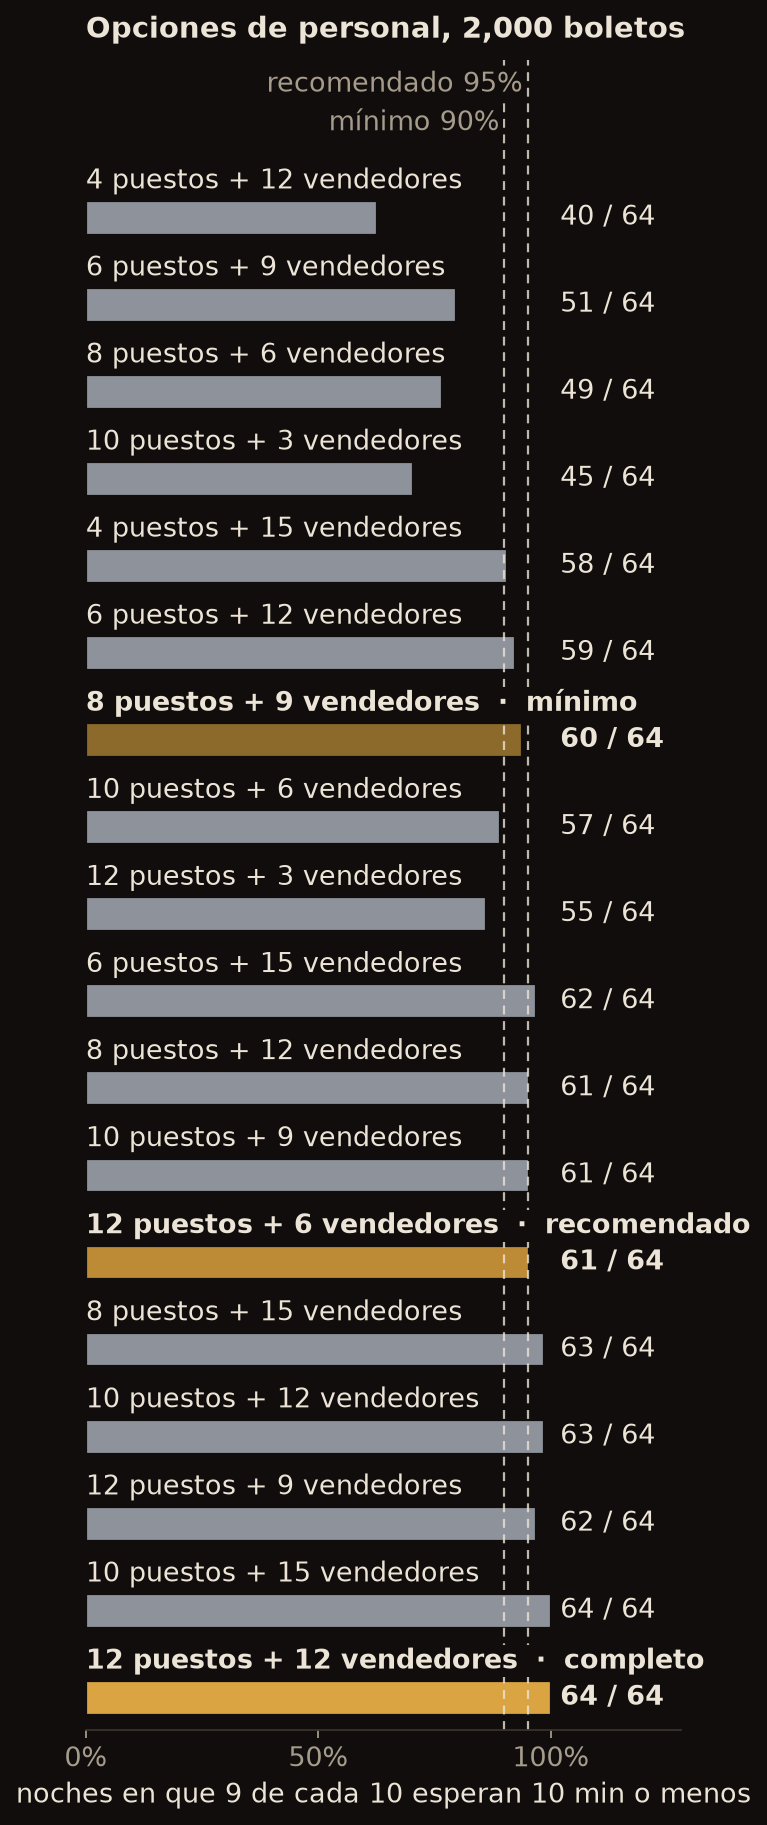 Opciones de personal, 2,000 boletos
recomendado 95%
mínimo 90%
4 puestos + 12 vendedores
40 / 64
6 puestos + 9 vendedores
51 / 64
8 puestos + 6 vendedores
49 / 64
10 puestos + 3 vendedores
45 / 64
4 puestos + 15 vendedores
58 / 64
6 puestos + 12 vendedores
59 / 64
8 puestos + 9 vendedores · mínimo
60 / 64
10 puestos + 6 vendedores
57 / 64
12 puestos + 3 vendedores
55 / 64
6 puestos + 15 vendedores
62 / 64
8 puestos + 12 vendedores
61 / 64
10 puestos + 9 vendedores
61 / 64
12 puestos + 6 vendedores · recomendado
61 / 64
8 puestos + 15 vendedores
63 / 64
10 puestos + 12 vendedores
63 / 64
12 puestos + 9 vendedores
62 / 64
10 puestos + 15 vendedores
64 / 64
12 puestos + 12 vendedores · completo
64 / 64
0% 50% 100%
noches en que 9 de cada 10 esperan 10 min o menos